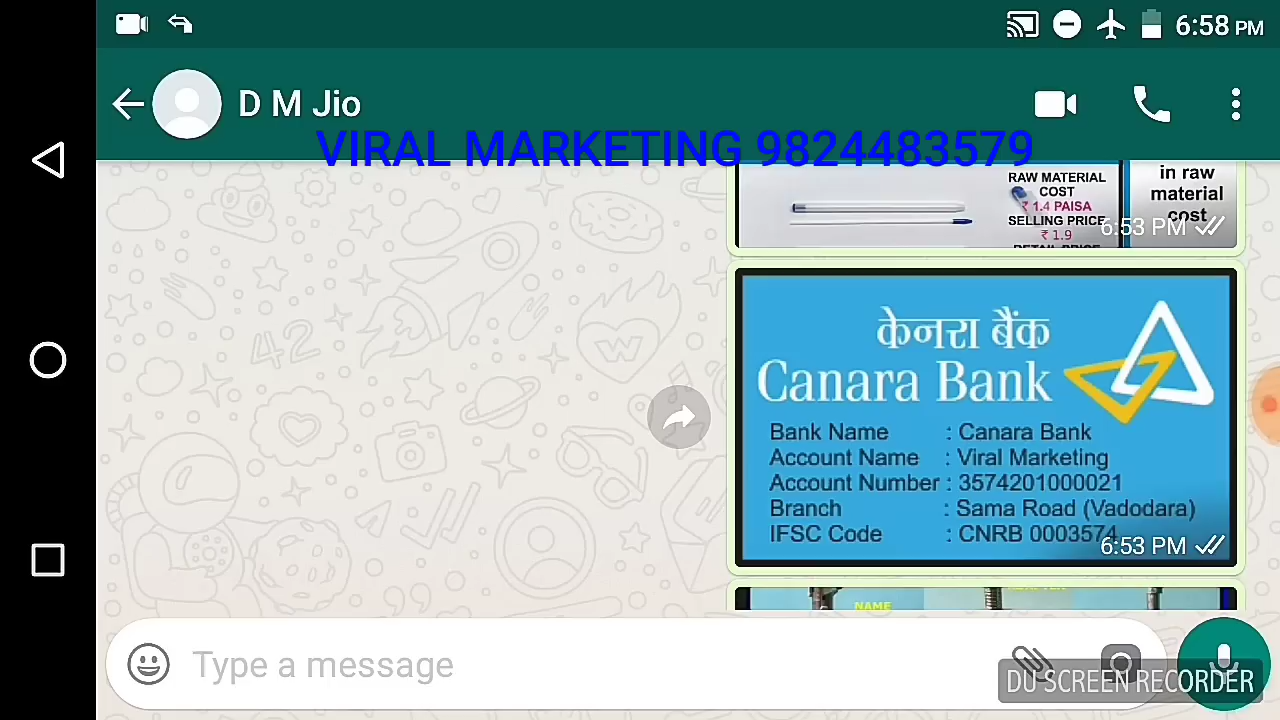 6:58 PM
D M Jio
VIRAL MARKETING 9824483579
RAW MATERIAL
COST
₹ 1.4 PAISA
SELLING PRICE
₹ 1.9
RETAIL PRICE
in raw
material
cost
6:53 PM
केनरा बैंक
Canara Bank
Bank Name : Canara Bank
Account Name : Viral Marketing
Account Number : 3574201000021
Branch : Sama Road (Vadodara)
IFSC Code : CNRB 0003574
6:53 PM
NAME
Type a message
DU SCREEN RECORDER